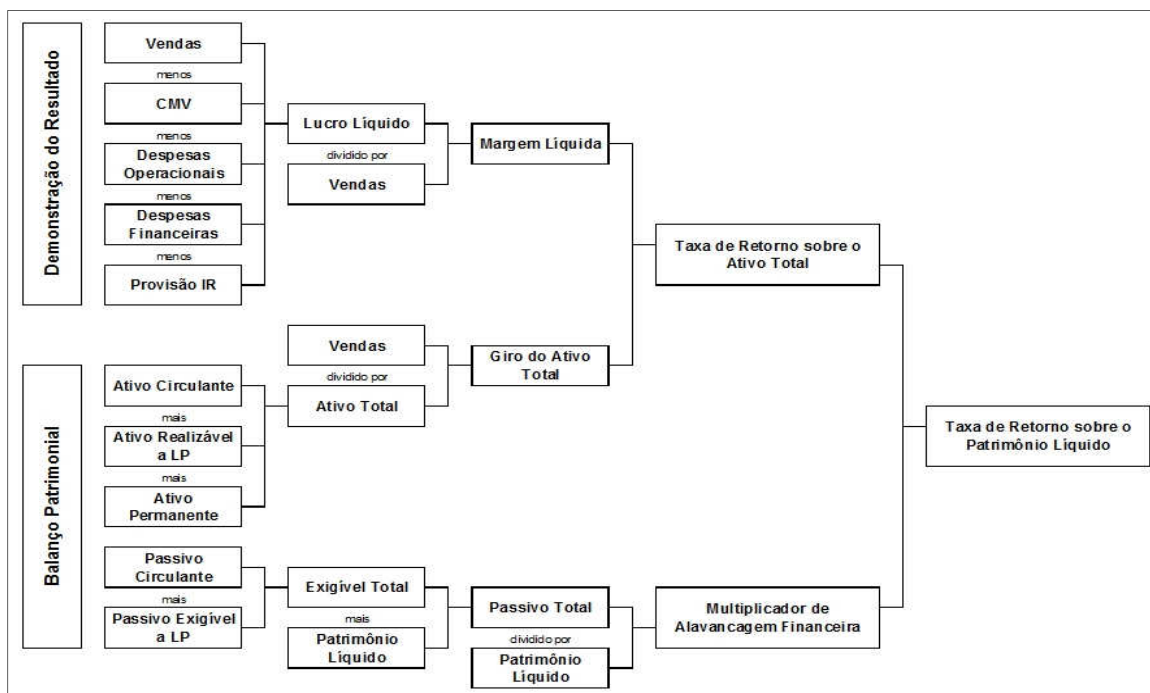 Demonstração do Resultado
Vendas
menos
CMV
menos
Despesas
Operacionais
menos
Despesas
Financeiras
menos
Provisão IR
Lucro Líquido
dividido por
Vendas
Margem Líquida
Vendas
dividido por
Ativo Total
Giro do Ativo
Total
Taxa de Retorno sobre o
Ativo Total
Balanço Patrimonial
Ativo Circulante
mais
Ativo Realizável
a LP
mais
Ativo
Permanente
Passivo
Circulante
mais
Passivo Exigível
a LP
Exigível Total
mais
Patrimônio
Líquido
Passivo Total
dividido por
Patrimônio
Líquido
Multiplicador de
Alavancagem Financeira
Taxa de Retorno sobre o
Patrimônio Líquido